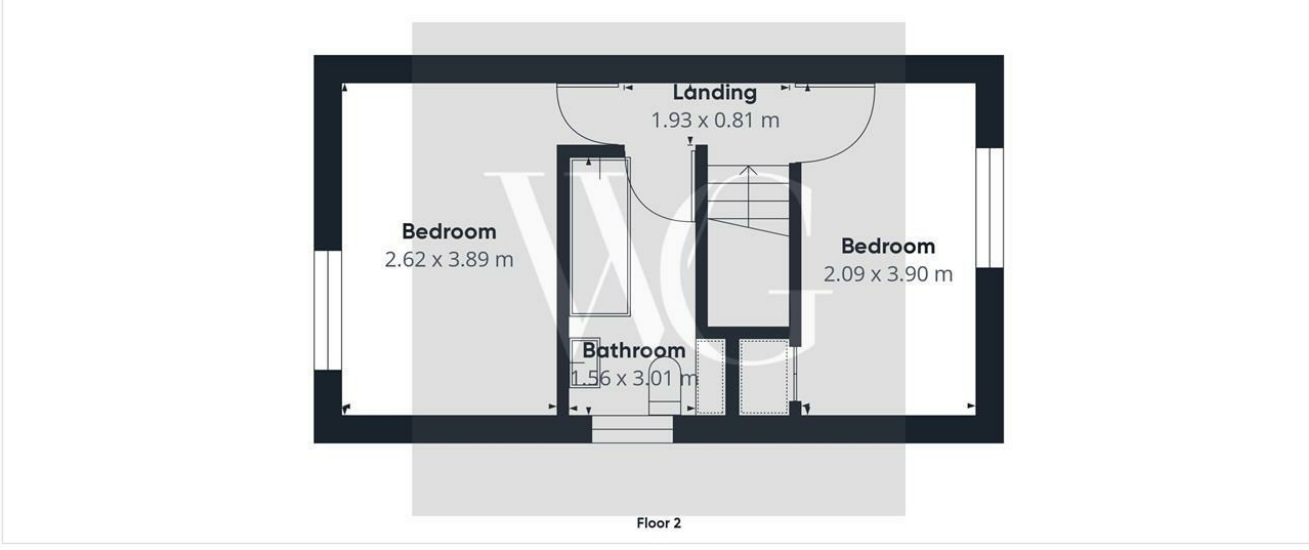 Landing
1.93 x 0.81 m
Bedroom
2.62 x 3.89 m
Bedroom
2.09 x 3.90 m
WG
Bathroom
1.56 x 3.01 m
Floor 2